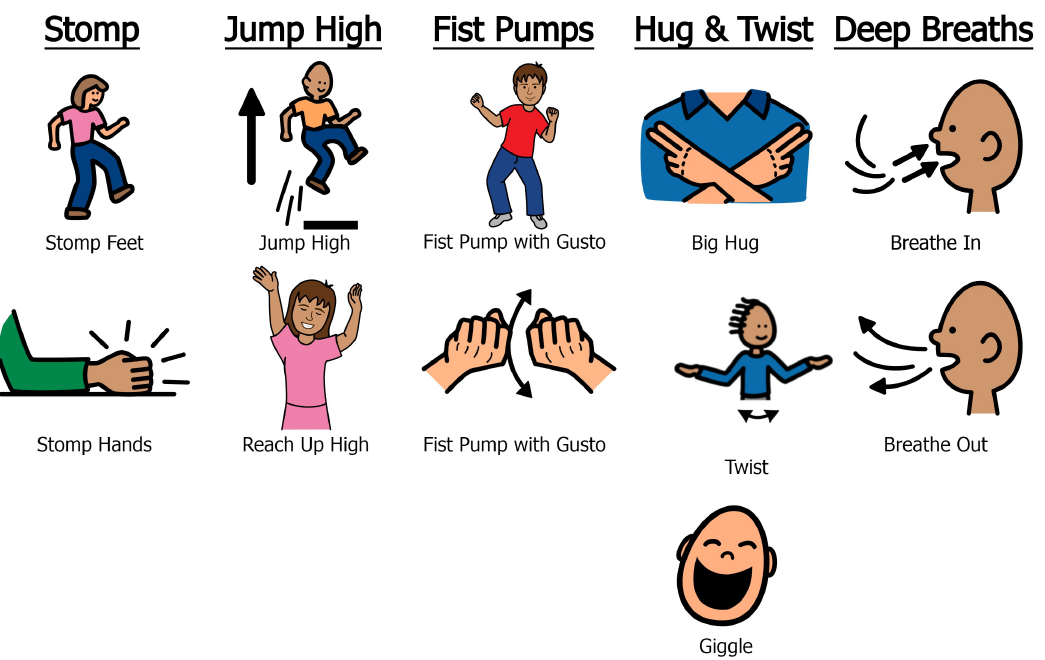 Stomp
Jump High
Fist Pumps
Hug & Twist
Deep Breaths
Stomp Feet
Jump High
Fist Pump with Gusto
Big Hug
Breathe In
Stomp Hands
Reach Up High
Fist Pump with Gusto
Twist
Breathe Out
Giggle